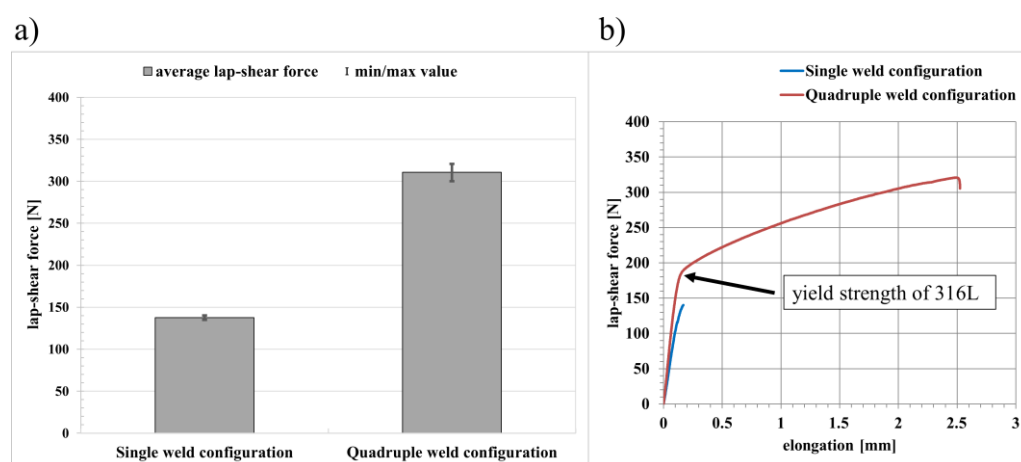 a)
average lap-shear force
min/max value
400
350
300
250
200
150
100
50
0
lap-shear force [N]
Single weld configuration
Quadruple weld configuration
b)
Single weld configuration
Quadruple weld configuration
400
350
300
250
200
150
100
50
0
lap-shear force [N]
yield strength of 316L
0 0.5 1 1.5 2 2.5 3
elongation [mm]